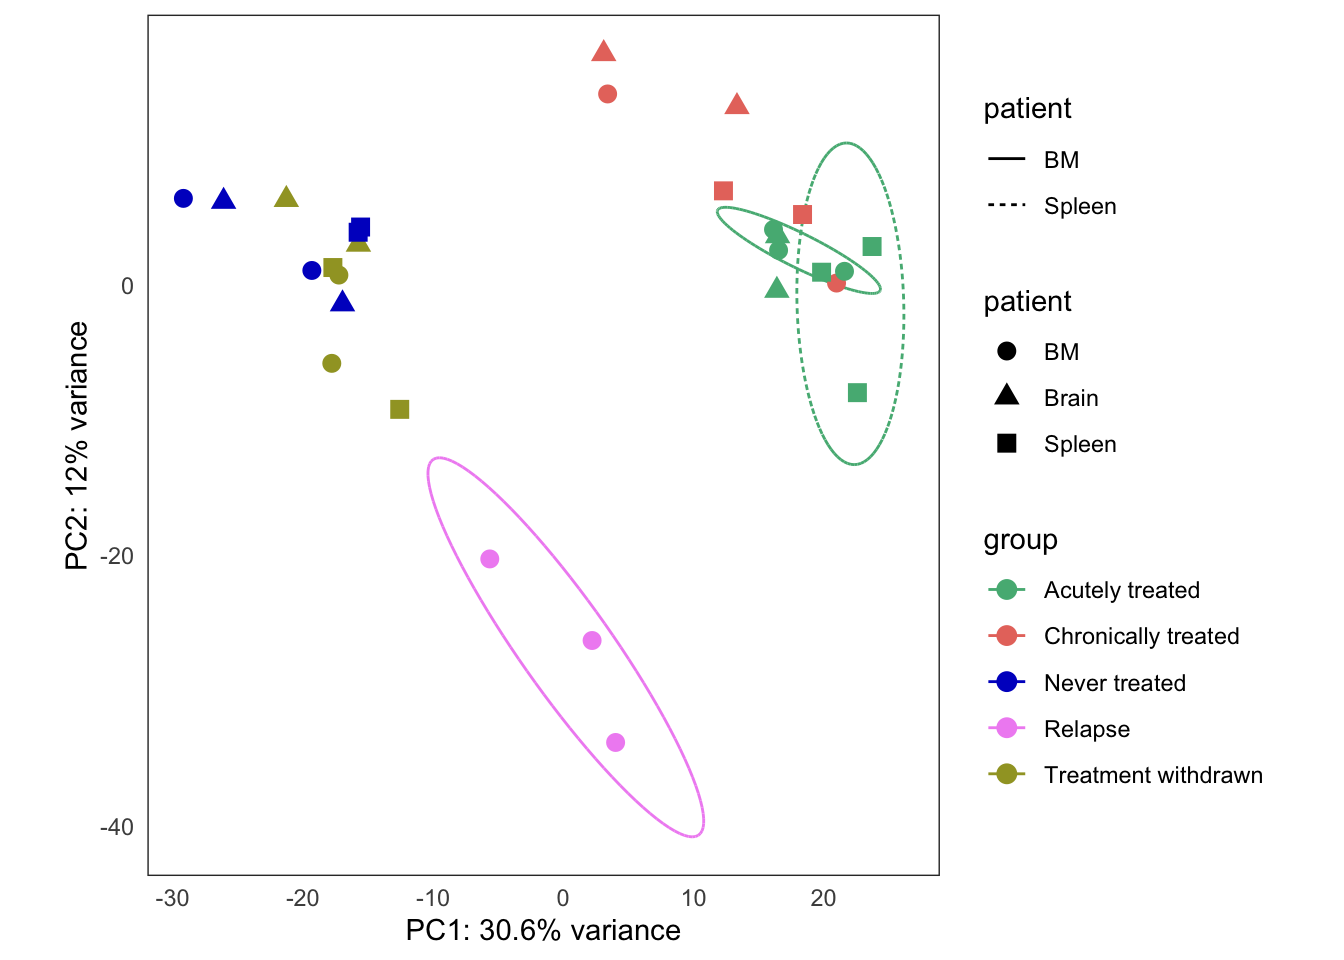 patient
BM
Spleen
patient
BM
Brain
Spleen
group
Acutely treated
Chronically treated
Never treated
Relapse
Treatment withdrawn
PC2: 12% variance
0
-20
-40
-30
-20
-10
0
10
20
PC1: 30.6% variance